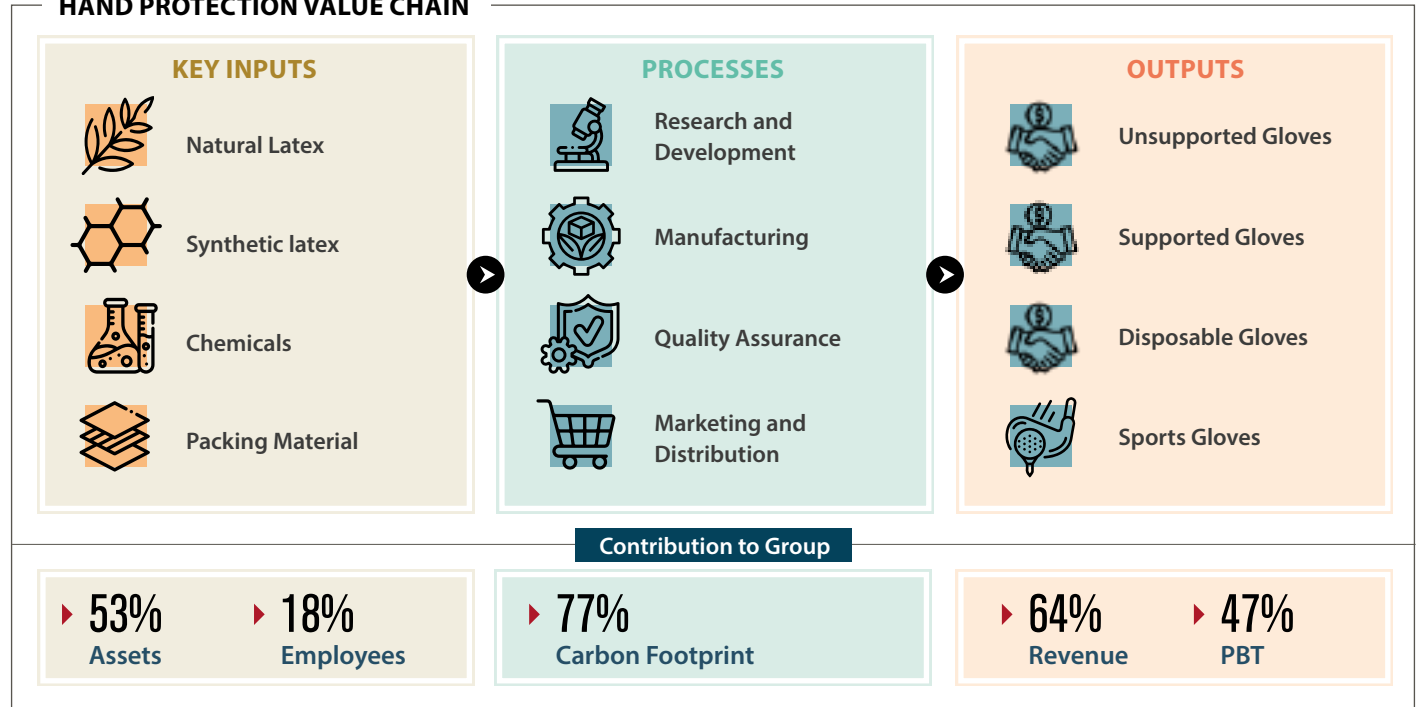 HAND PROTECTION VALUE CHAIN
KEY INPUTS
Natural Latex
Synthetic latex
Chemicals
Packing Material
PROCESSES
Research and
Development
Manufacturing
Quality Assurance
Marketing and
Distribution
OUTPUTS
Unsupported Gloves
Supported Gloves
Disposable Gloves
Sports Gloves
Contribution to Group
53%
Assets
18%
Employees
77%
Carbon Footprint
64%
Revenue
47%
PBT